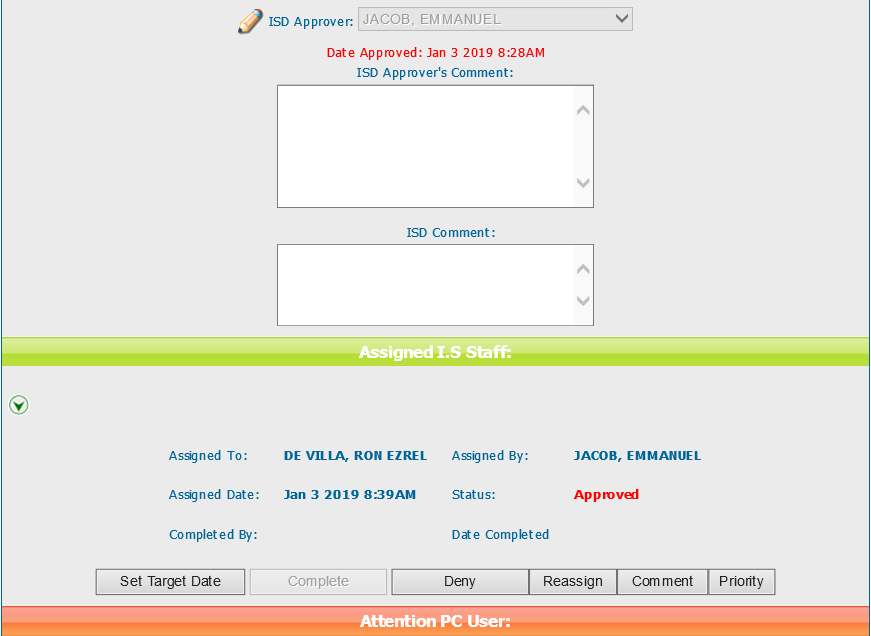 ISD Approver: JACOB, EMMANUEL
Date Approved: Jan 3 2019 8:28AM
ISD Approver's Comment:
ISD Comment:
Assigned I.S Staff:
Assigned To: DE VILLA, RON EZREL Assigned By: JACOB, EMMANUEL
Assigned Date: Jan 3 2019 8:39AM Status: Approved
Completed By: Date Completed
Set Target Date Complete Deny Reassign Comment Priority
Attention PC User: